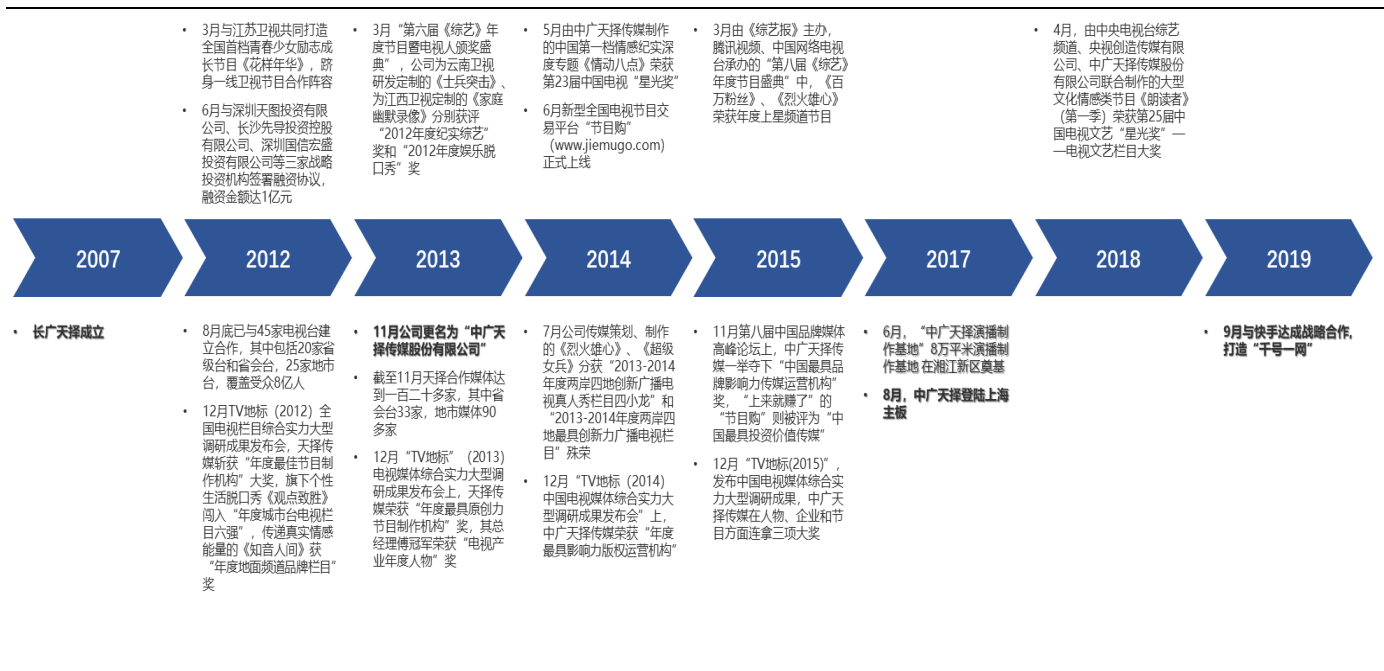 3月与江苏卫视共同打造
全国首档青春少女励志成
长节目《花样年华》，跻
身一线卫视节目合作阵容
6月与深圳天图投资有限
公司、长沙先导投资控股
有限公司、深圳国信宏盛
投资有限公司等三家战略
投资机构签署融资协议，
融资金额达1亿元
3月“第六届《综艺》年
度节目暨电视人颁奖盛
典”，公司为云南卫视
研发定制的《士兵突击》、
为江西卫视定制的《家庭
幽默录像》分别获评
“2012年度纪实综艺”
奖和“2012年度娱乐脱
口秀”奖
5月由中广天择传媒制作
的中国第一档情感纪实深
度专题《情动八点》荣获
第23届中国电视“星光奖”
6月新型全国电视节目交
易平台“节目购”
（www.jiemugo.com）
正式上线
3月由《综艺报》主办，
腾讯视频、中国网络电视
台承办的“第八届《综艺》
年度节目盛典”中，《百
万粉丝》、《烈火雄心》
荣获年度上星频道节目
4月，由中央电视台综艺
频道、央视创造传媒有限
公司、中广天择传媒股份
有限公司联合制作的大型
文化情感类节目《朗读者》
（第一季）荣获第25届中
国电视文艺“星光奖”—
—电视文艺栏目大奖
2007
2012
2013
2014
2015
2017
2018
2019
长广天择成立
8月底已与45家电视台建
立合作，其中包括20家省
级台和省会台，25家地市
台，覆盖受众8亿人
12月TV地标（2012）全
国电视栏目综合实力大型
调研成果发布会，天择传
媒斩获“年度最佳节目制
作机构”大奖，旗下个性
生活脱口秀《观点致胜》
闯入“年度城市台电视栏
目六强”，传递真实情感
能量的《知音人间》获
“年度地面频道品牌栏目”
奖
11月公司更名为“中广天
择传媒股份有限公司”
截至11月天择合作媒体达
到一百二十多家，其中省
会台33家，地市媒体90
多家
12月“TV地标”（2013）
电视媒体综合实力大型调
研成果发布会上，天择传
媒荣获“年度最具原创力
节目制作机构”奖，其总
经理傅冠军荣获“电视产
业年度人物”奖
7月公司传媒策划、制作
的《烈火雄心》、《超级
女兵》分获“2013-2014
年度两岸四地创新广播电
视真人秀栏目四小龙”和
“2013-2014年度两岸四
地最具创新力广播电视栏
目”殊荣
12月“TV地标（2014）
中国电视媒体综合实力大
型调研成果发布会”上，
中广天择传媒荣获“年度
最具影响力版权运营机构”
11月第八届中国品牌媒体
高峰论坛上，中广天择传
媒一举夺下“中国最具品
牌影响力传媒运营机构”
奖，“上来就赚了”的
“节目购”则被评为“中
国最具投资价值传媒”
12月“TV地标(2015)”，
发布中国电视媒体综合实
力大型调研成果，中广天
择传媒在人物、企业和节
目方面连拿三项大奖
6月，“中广天择演播制
作基地”8万平米演播制
作基地 在湘江新区奠基
8月，中广天择登陆上海
主板
9月与快手达成战略合作，
打造“千号一网”